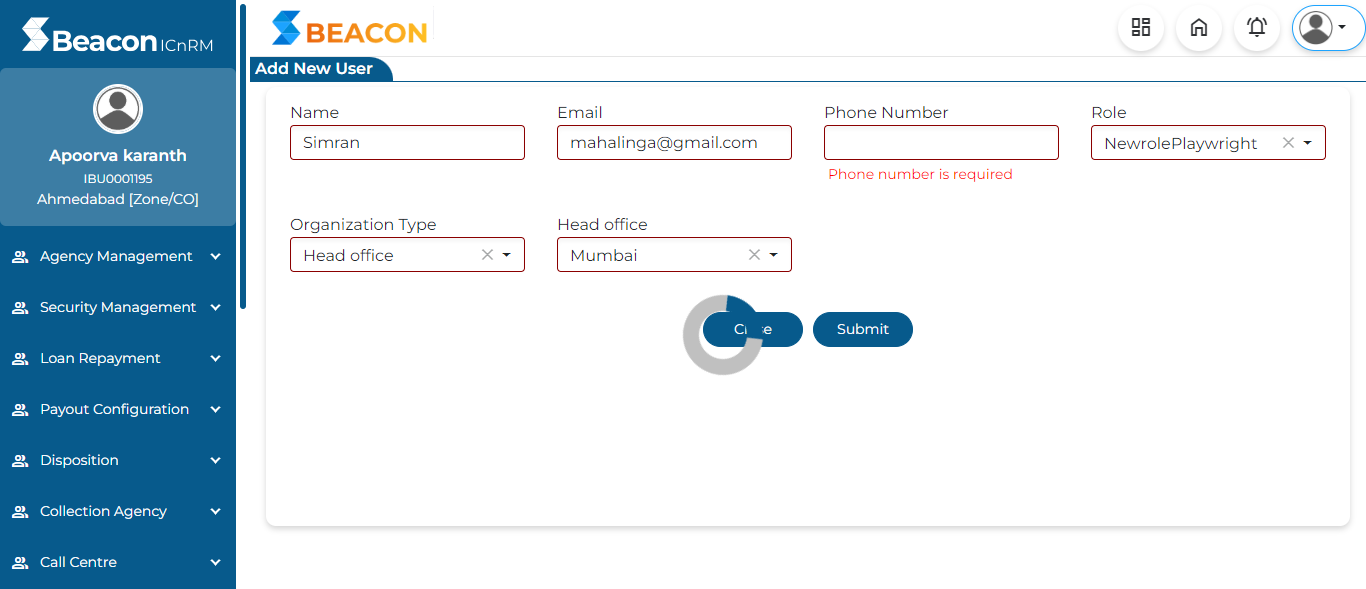 Beacon ICnRM
Apoorva karanth
IBU0001195
Ahmedabad [Zone/CO]
Agency Management
Security Management
Loan Repayment
Payout Configuration
Disposition
Collection Agency
Call Centre
BEACON
Add New User
Name
Email
Phone Number
Role
Simran
mahalinga@gmail.com
NewrolePlaywright
Phone number is required
Organization Type
Head office
Head office
Mumbai
Submit